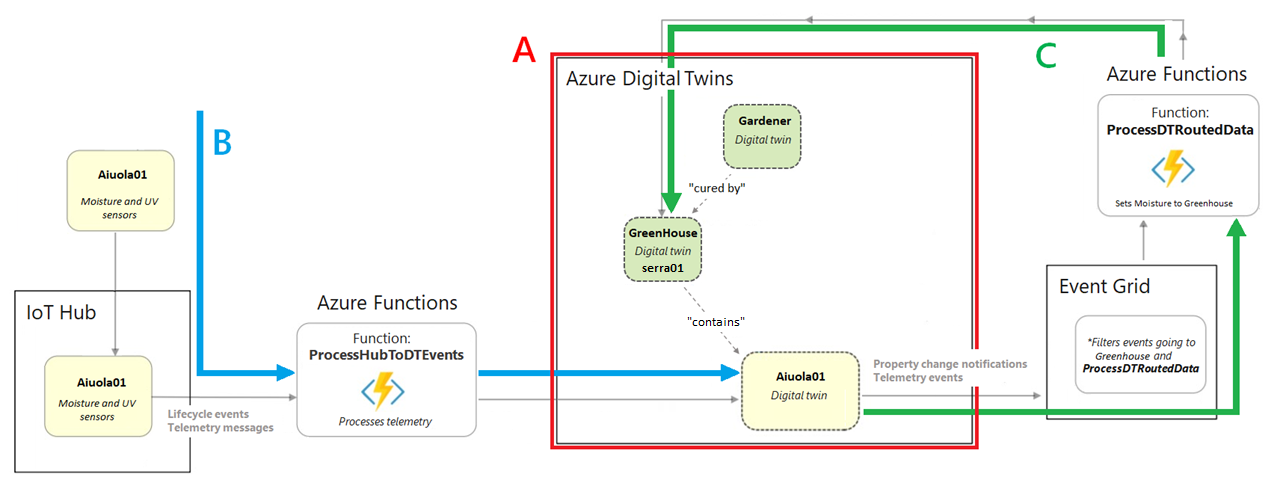 A
B
C
Aiuola01
Moisture and UV
sensors
IoT Hub
Aiuola01
Moisture and UV
sensors
Lifecycle events
Telemetry messages
Azure Functions
Function:
ProcessHubToDTEvents
Processes telemetry
Azure Digital Twins
Gardener
Digital twin
"cured by"
GreenHouse
Digital twin
serra01
"contains"
Aiuola01
Digital twin
Property change notifications
Telemetry events
Event Grid
*Filters events going to
Greenhouse and
ProcessDTRoutedData
Azure Functions
Function:
ProcessDTRoutedData
Sets Moisture to Greenhouse